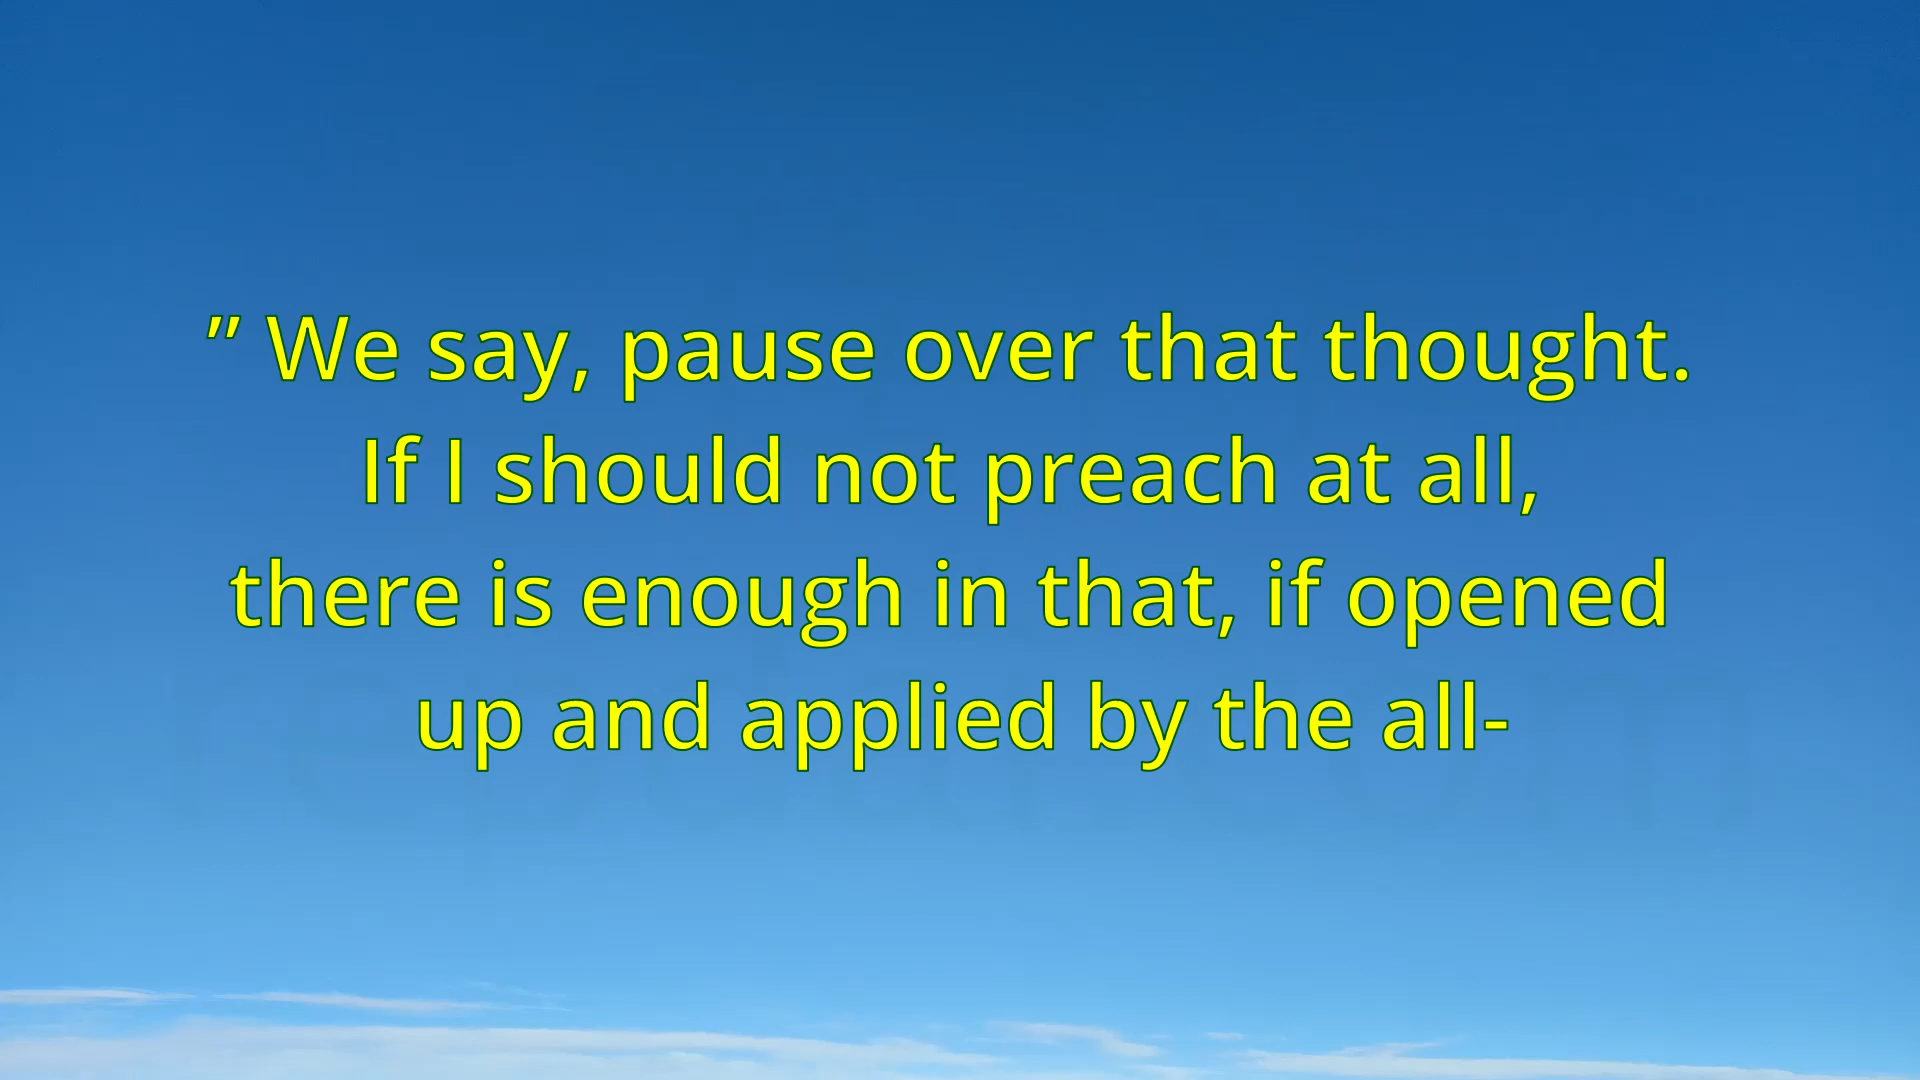 ” We say, pause over that thought.
If I should not preach at all,
there is enough in that, if opened
up and applied by the all-